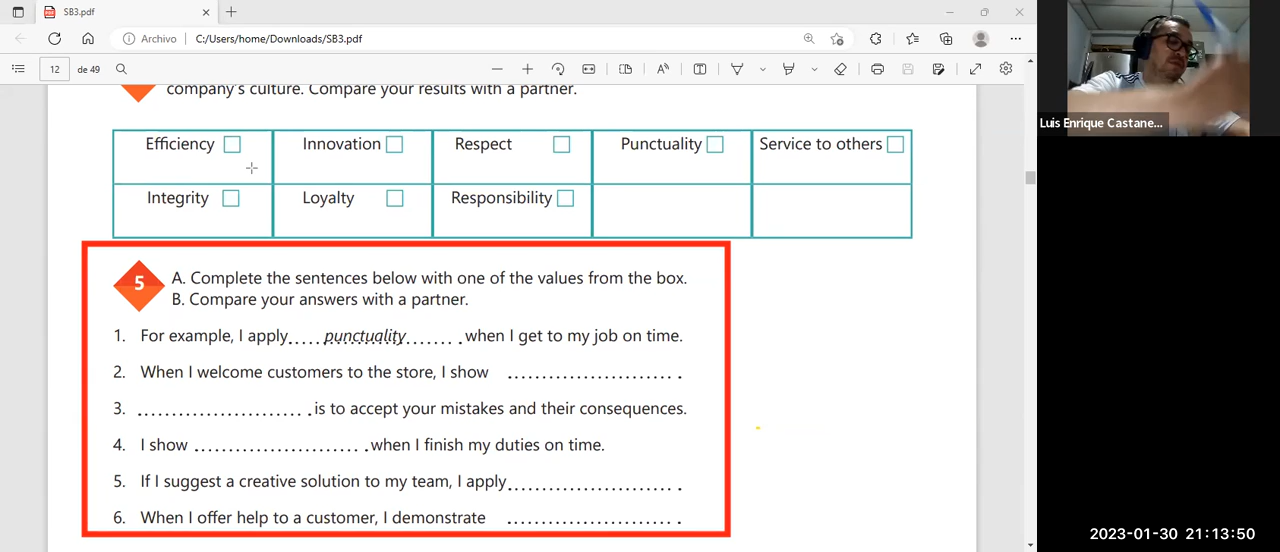 SB3.pdf
Archivo C:/Users/home/Downloads/SB3.pdf
12 de 49
company's culture. Compare your results with a partner.
Efficiency Innovation Respect Punctuality Service to others
Integrity Loyalty Responsibility
5 A. Complete the sentences below with one of the values from the box.
B. Compare your answers with a partner.
1. For example, I apply.....punctuality........when I get to my job on time.
2. When I welcome customers to the store, I show ........................ .
3. ........................ .is to accept your mistakes and their consequences.
4. I show ........................ .when I finish my duties on time.
5. If I suggest a creative solution to my team, I apply........................ .
6. When I offer help to a customer, I demonstrate ........................ .
Luis Enrique Castane...
2023-01-30 21:13:50